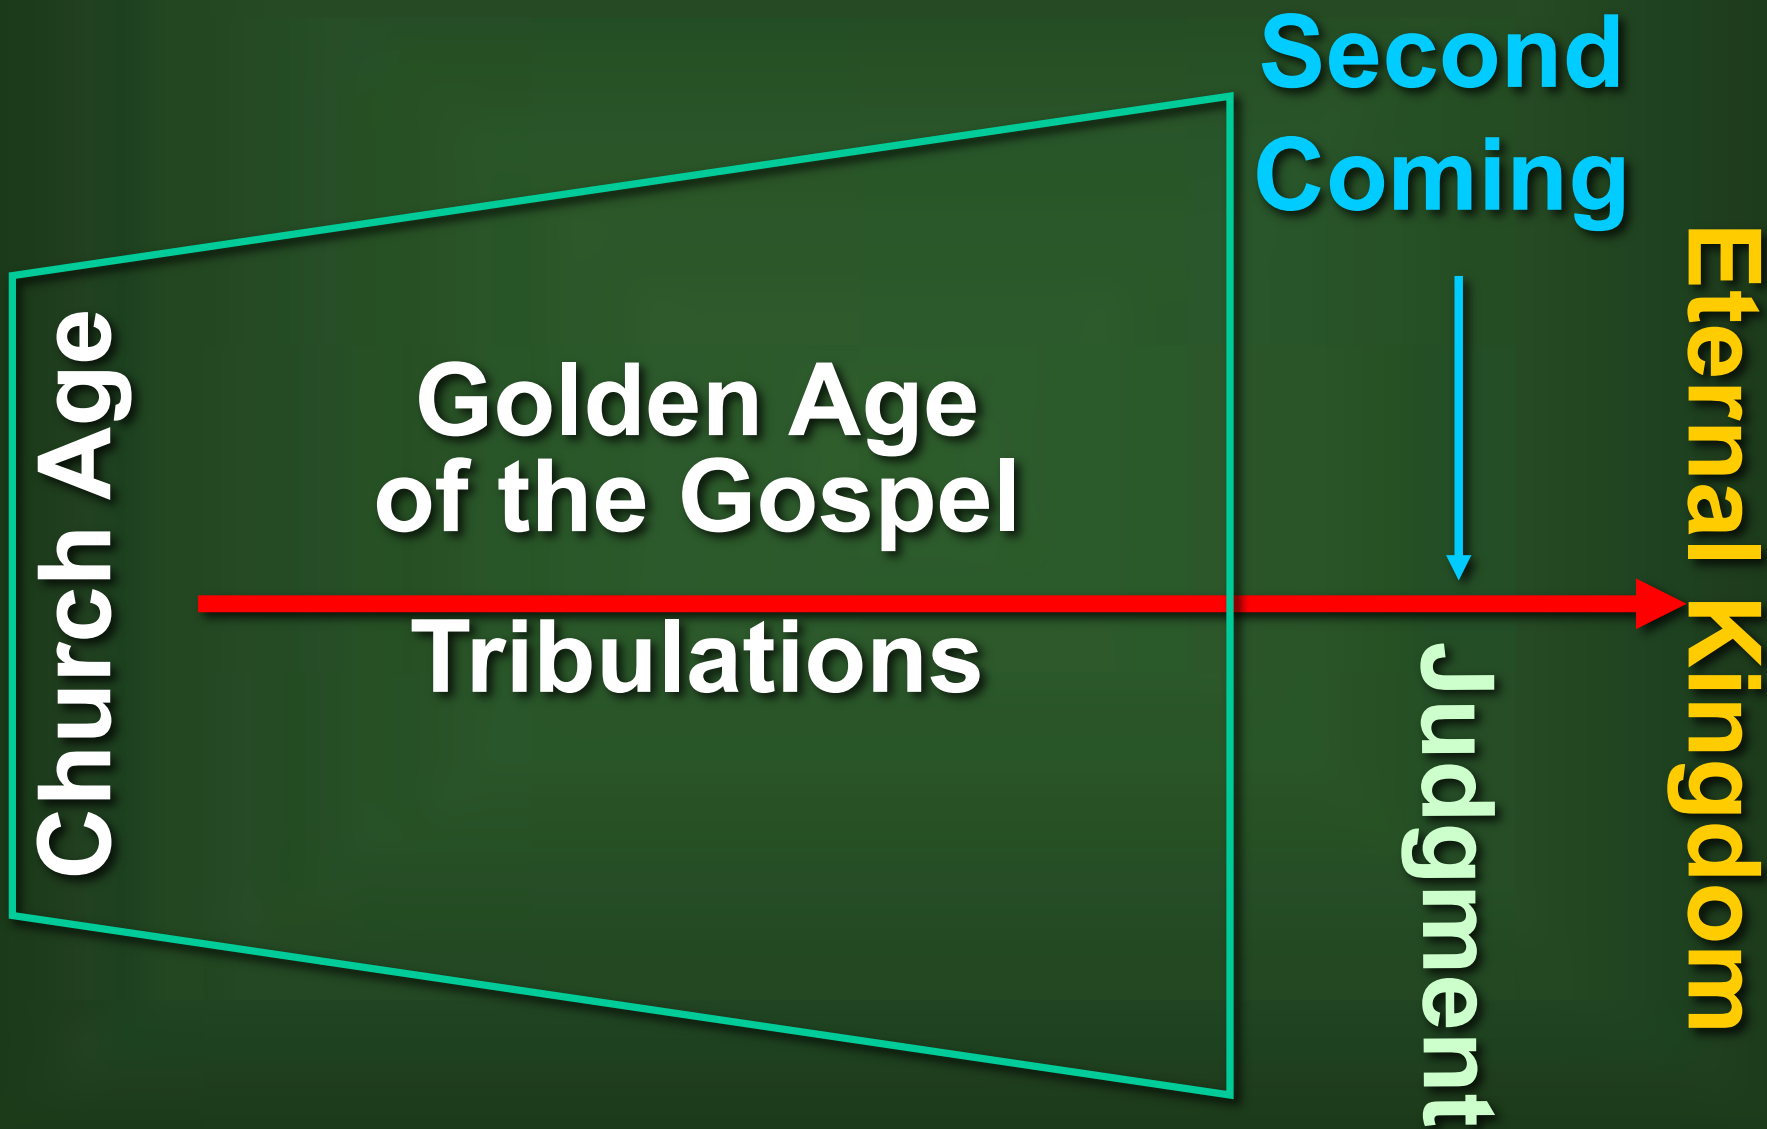 Second
Coming
Church Age
Golden Age
of the Gospel
Tribulations
Judgment
Eternal Kingdom